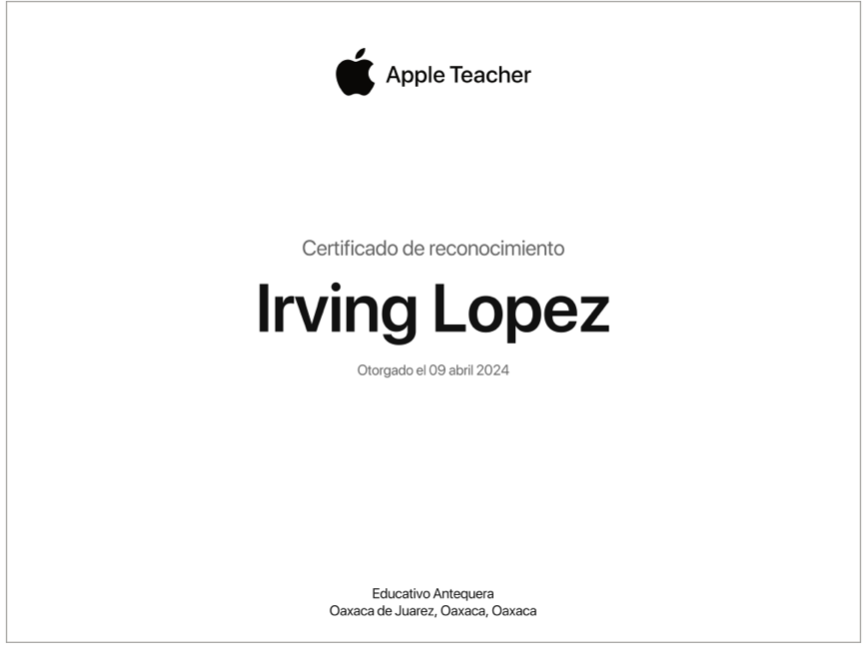 Apple Teacher
Certificado de reconocimiento
Irving Lopez
Otorgado el 09 abril 2024
Educativo Antequera
Oaxaca de Juarez, Oaxaca, Oaxaca